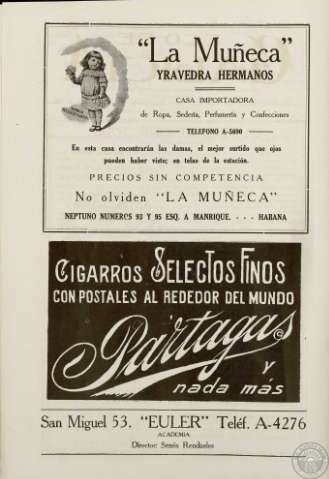 "La Muñeca"
YRAVEDRA HERMANOS
CASA IMPORTADORA
de Ropa, Sedería, Perfumería y Confecciones
TELEFONO A-5690
En esta casa encontrarán las damas, el mejor surtido que ojos
pueden haber visto; en telas de la estación.
PRECIOS SIN COMPETENCIA
No olviden "LA MUÑECA"
NEPTUNO NUMEROS 93 Y 95 ESQ. A MANRIQUE. . . . HABANA
CIGARROS SELECTOS FINOS
CON POSTALES AL REDEDOR DEL MUNDO
Partagas
y
nada más
San Miguel 53. "EULER" Teléf. A-4276
ACADEMIA
Director: Senén Rendueles